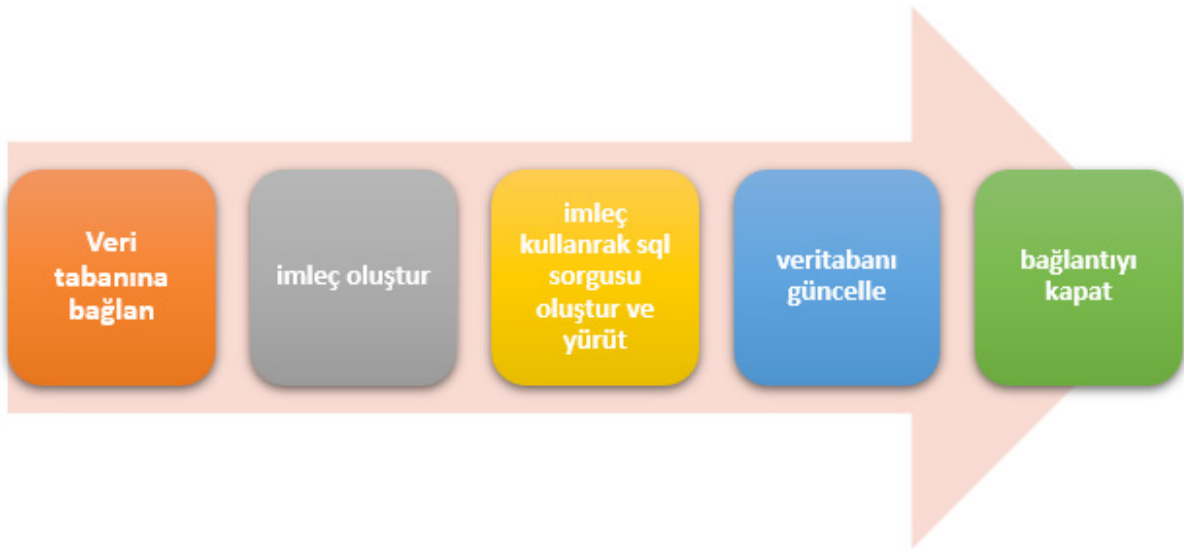 Veri
tabanına
bağlan
imleç oluştur
imleç
kullanrak sql
sorgusu
oluştur ve
yürüt
veritabanı
güncelle
bağlantıyı
kapat